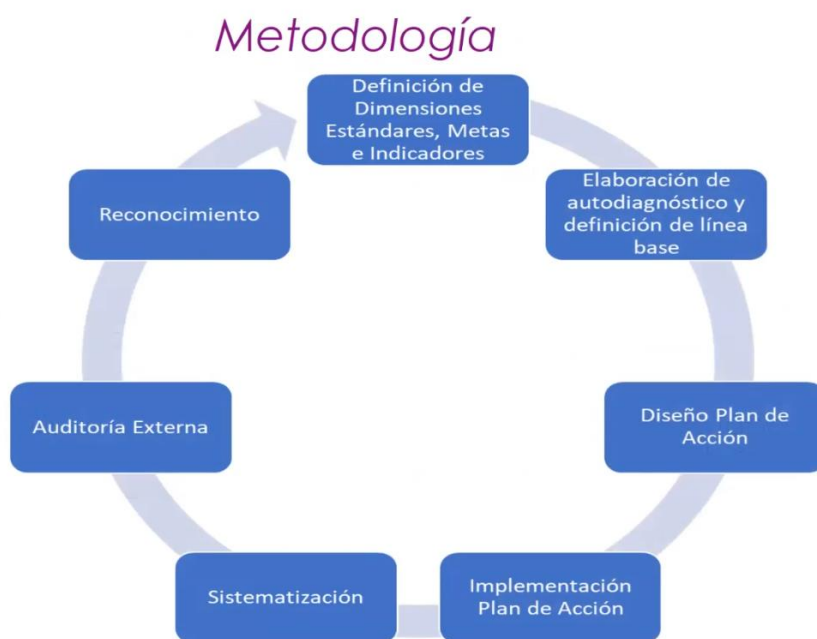 Metodología
Definición de
Dimensiones
Estándares, Metas
e Indicadores
Elaboración de
autodiagnóstico y
definición de línea
base
Diseño Plan de
Acción
Implementación
Plan de Acción
Sistematización
Auditoría Externa
Reconocimiento